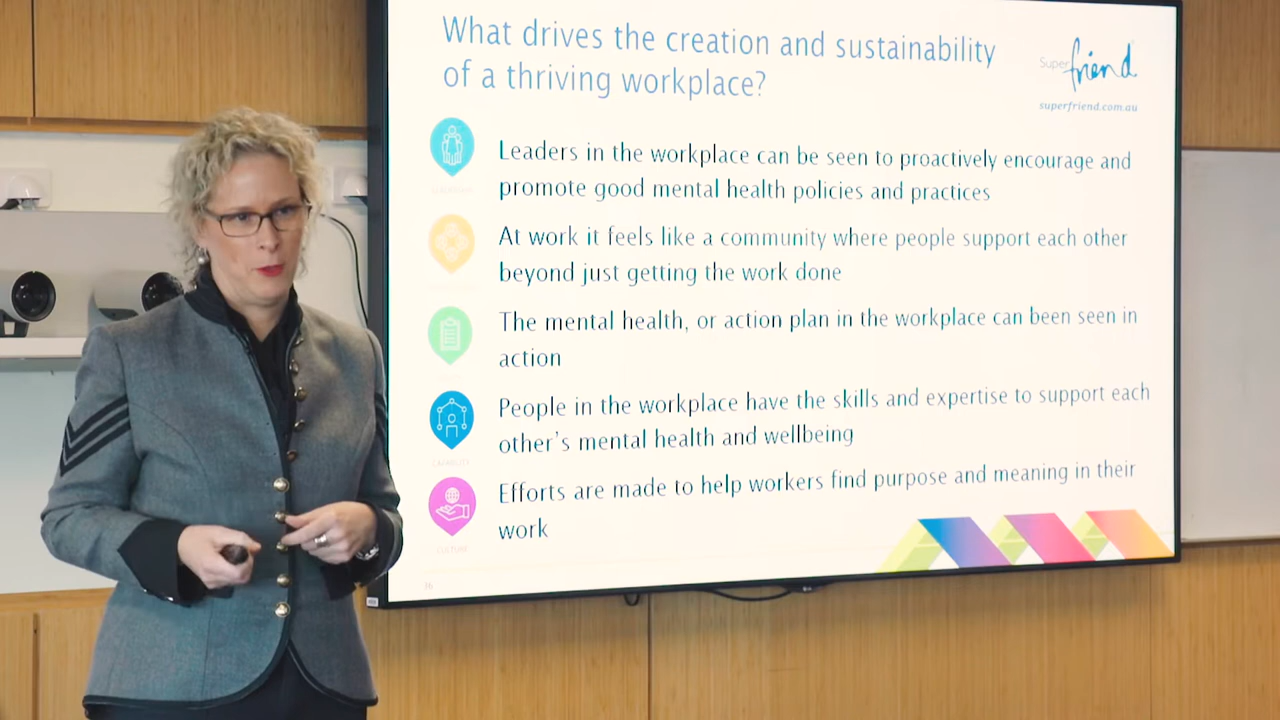 What drives the creation and sustainability
of a thriving workplace?
Super friend
superfriend.com.au
Leaders in the workplace can be seen to proactively encourage and
promote good mental health policies and practices
At work it feels like a community where people support each other
beyond just getting the work done
The mental health, or action plan in the workplace can been seen in
action
People in the workplace have the skills and expertise to support each
other's mental health and wellbeing
CAPABILITY
Efforts are made to help workers find purpose and meaning in their
work
CULTURE